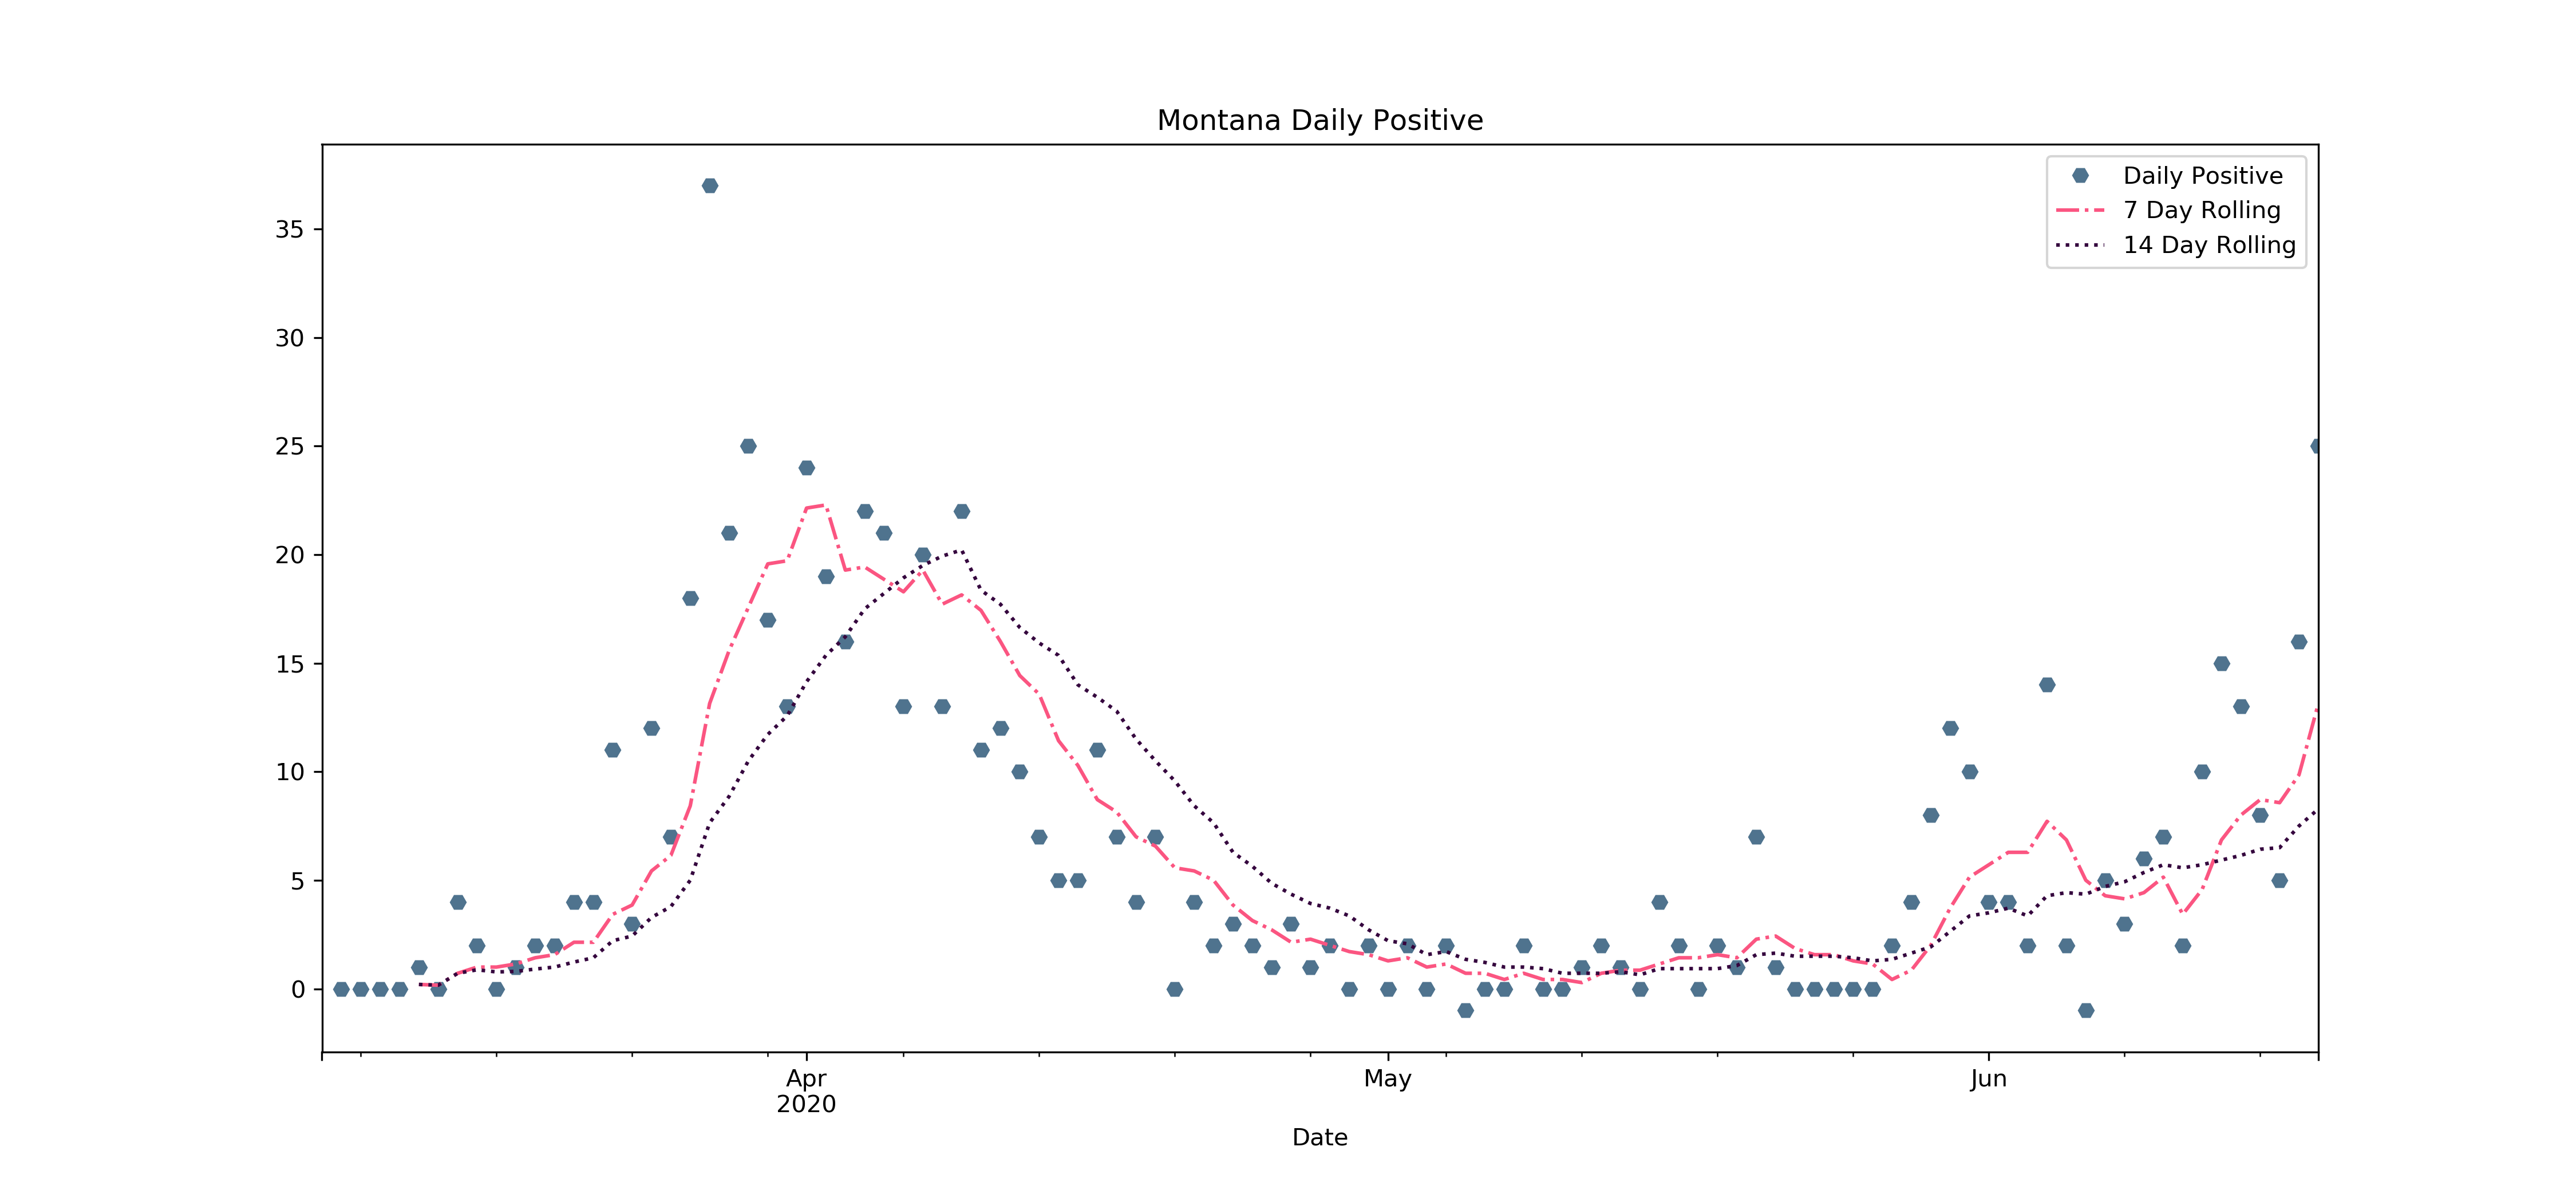 Montana Daily Positive
Daily Positive
7 Day Rolling
14 Day Rolling
35
30
25
20
15
10
5
0
Apr
2020
May
Jun
Date